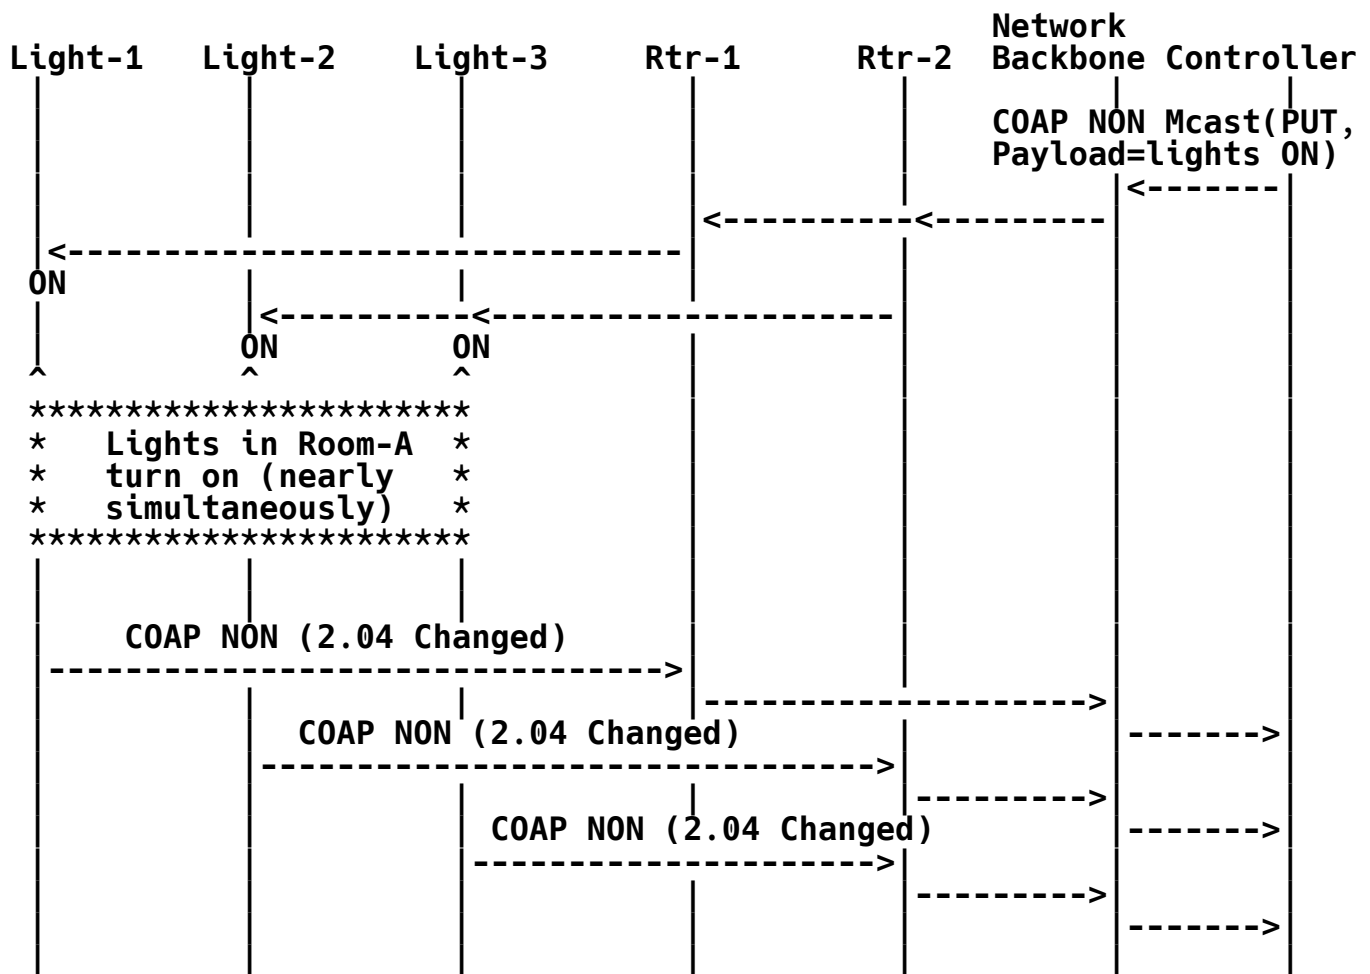 Network
Light-1 Light-2 Light-3 Rtr-1 Rtr-2 Backbone Controller
COAP NON Mcast(PUT,
Payload=lights ON)
ON
ON ON
Lights in Room-A
turn on (nearly
simultaneously)
COAP NON (2.04 Changed)
COAP NON (2.04 Changed)
COAP NON (2.04 Changed)